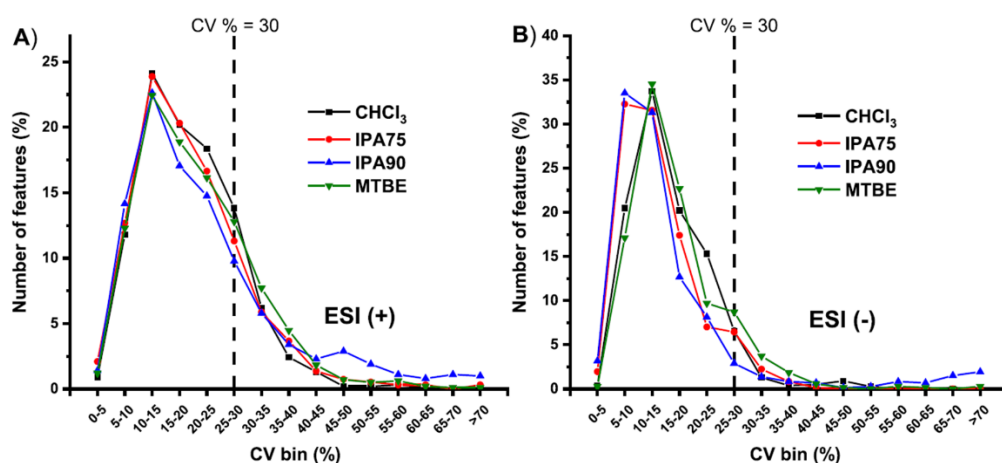 A)
CV % = 30
Number of features (%)
25
20
15
10
5
0
CHCl₃
IPA75
IPA90
MTBE
ESI (+)
0-5
5-10
10-15
15-20
20-25
25-30
30-35
35-40
40-45
45-50
50-55
55-60
60-65
65-70
>70
CV bin (%)
B)
CV % = 30
Number of features (%)
40
35
30
25
20
15
10
5
0
CHCl₃
IPA75
IPA90
MTBE
ESI (-)
0-5
5-10
10-15
15-20
20-25
25-30
30-35
35-40
40-45
45-50
50-55
55-60
60-65
65-70
>70
CV bin (%)